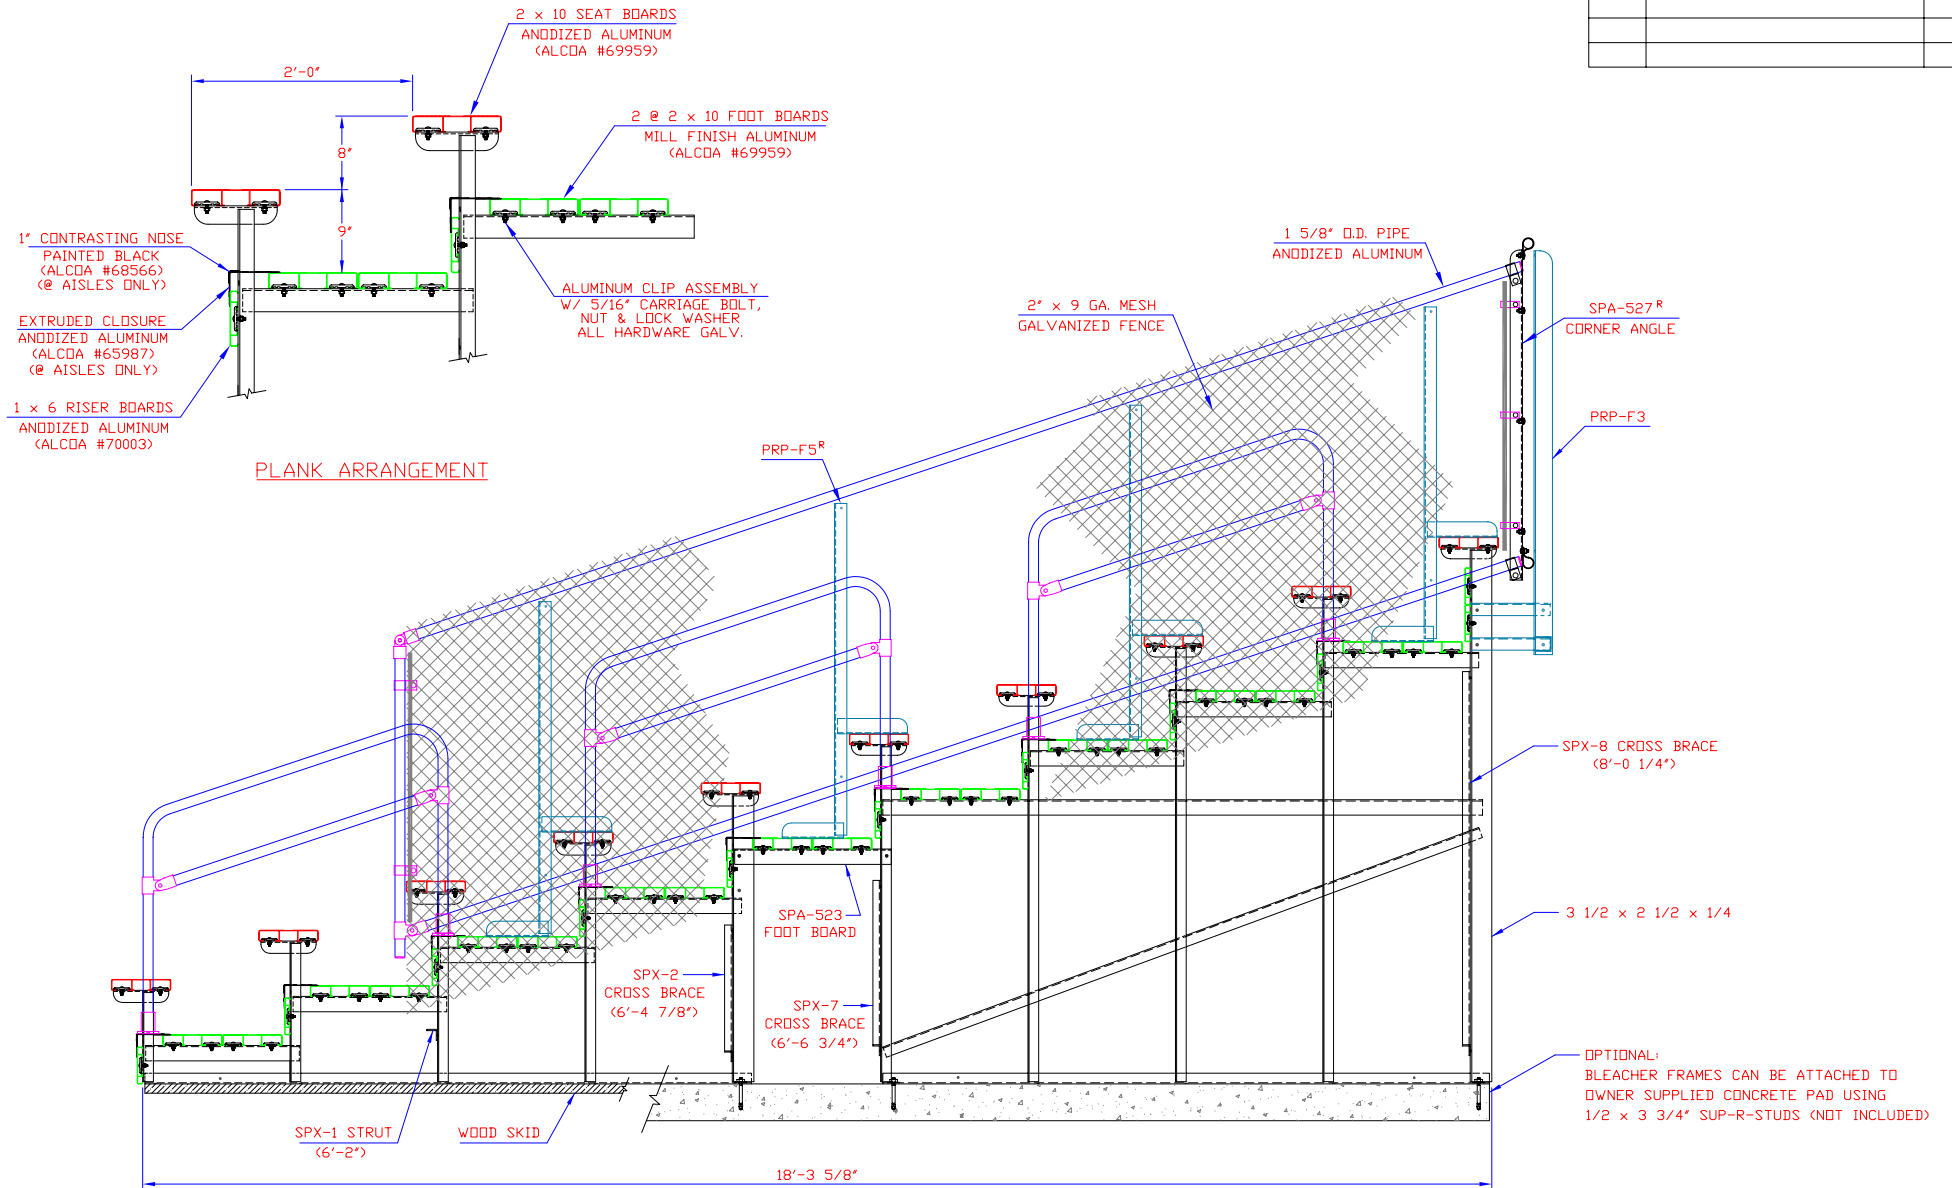 2 x 10 SEAT BOARDS
ANODIZED ALUMINUM
(ALCOA #69959)
2'-0"
2 @ 2 x 10 FOOT BOARDS
MILL FINISH ALUMINUM
(ALCOA #69959)
8"
9"
1" CONTRASTING NOSE
PAINTED BLACK
(ALCOA #68566)
(@ AISLES ONLY)
EXTRUDED CLOSURE
ANODIZED ALUMINUM
(ALCOA #65987)
(@ AISLES ONLY)
1 x 6 RISER BOARDS
ANODIZED ALUMINUM
(ALCOA #70003)
ALUMINUM CLIP ASSEMBLY
W/ 5/16" CARRIAGE BOLT,
NUT & LOCK WASHER
ALL HARDWARE GALV.
PLANK ARRANGEMENT
1 5/8" O.D. PIPE
ANODIZED ALUMINUM
2" x 9 GA. MESH
GALVANIZED FENCE
SPA-527 R
CORNER ANGLE
PRP-F3
PRP-F5 R
SPX-8 CROSS BRACE
(8'-0 1/4")
3 1/2 x 2 1/2 x 1/4
SPA-523
FOOT BOARD
SPX-2
CROSS BRACE
(6'-4 7/8")
SPX-7
CROSS BRACE
(6'-6 3/4")
OPTIONAL:
BLEACHER FRAMES CAN BE ATTACHED TO
OWNER SUPPLIED CONCRETE PAD USING
1/2 x 3 3/4" SUP-R-STUDS (NOT INCLUDED)
SPX-1 STRUT
(6'-2")
WOOD SKID
18'-3 5/8"